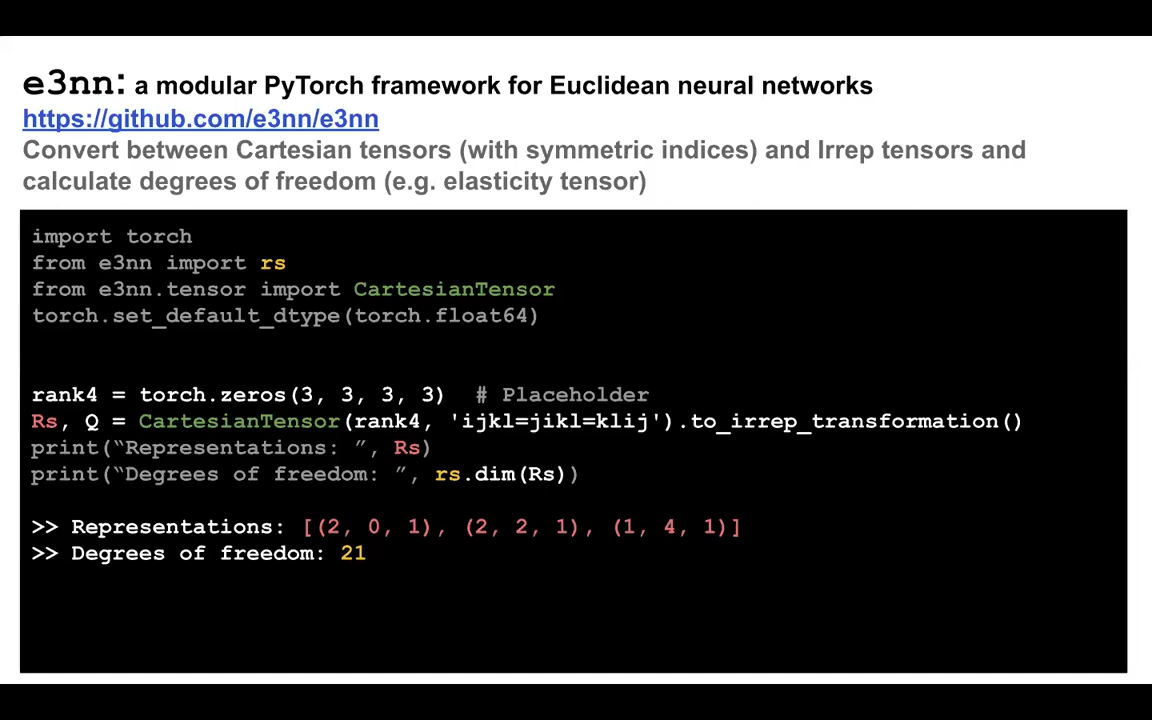 e3nn: a modular PyTorch framework for Euclidean neural networks
https://github.com/e3nn/e3nn
Convert between Cartesian tensors (with symmetric indices) and Irrep tensors and
calculate degrees of freedom (e.g. elasticity tensor)
import torch
from e3nn import rs
from e3nn.tensor import CartesianTensor
torch.set_default_dtype(torch.float64)
rank4 = torch.zeros(3, 3, 3, 3)  # Placeholder
Rs, Q = CartesianTensor(rank4, 'ijkl=jikl=klij').to_irrep_transformation()
print(“Representations: ”, Rs)
print(“Degrees of freedom: ”, rs.dim(Rs))
>> Representations: [(2, 0, 1), (2, 2, 1), (1, 4, 1)]
>> Degrees of freedom: 21